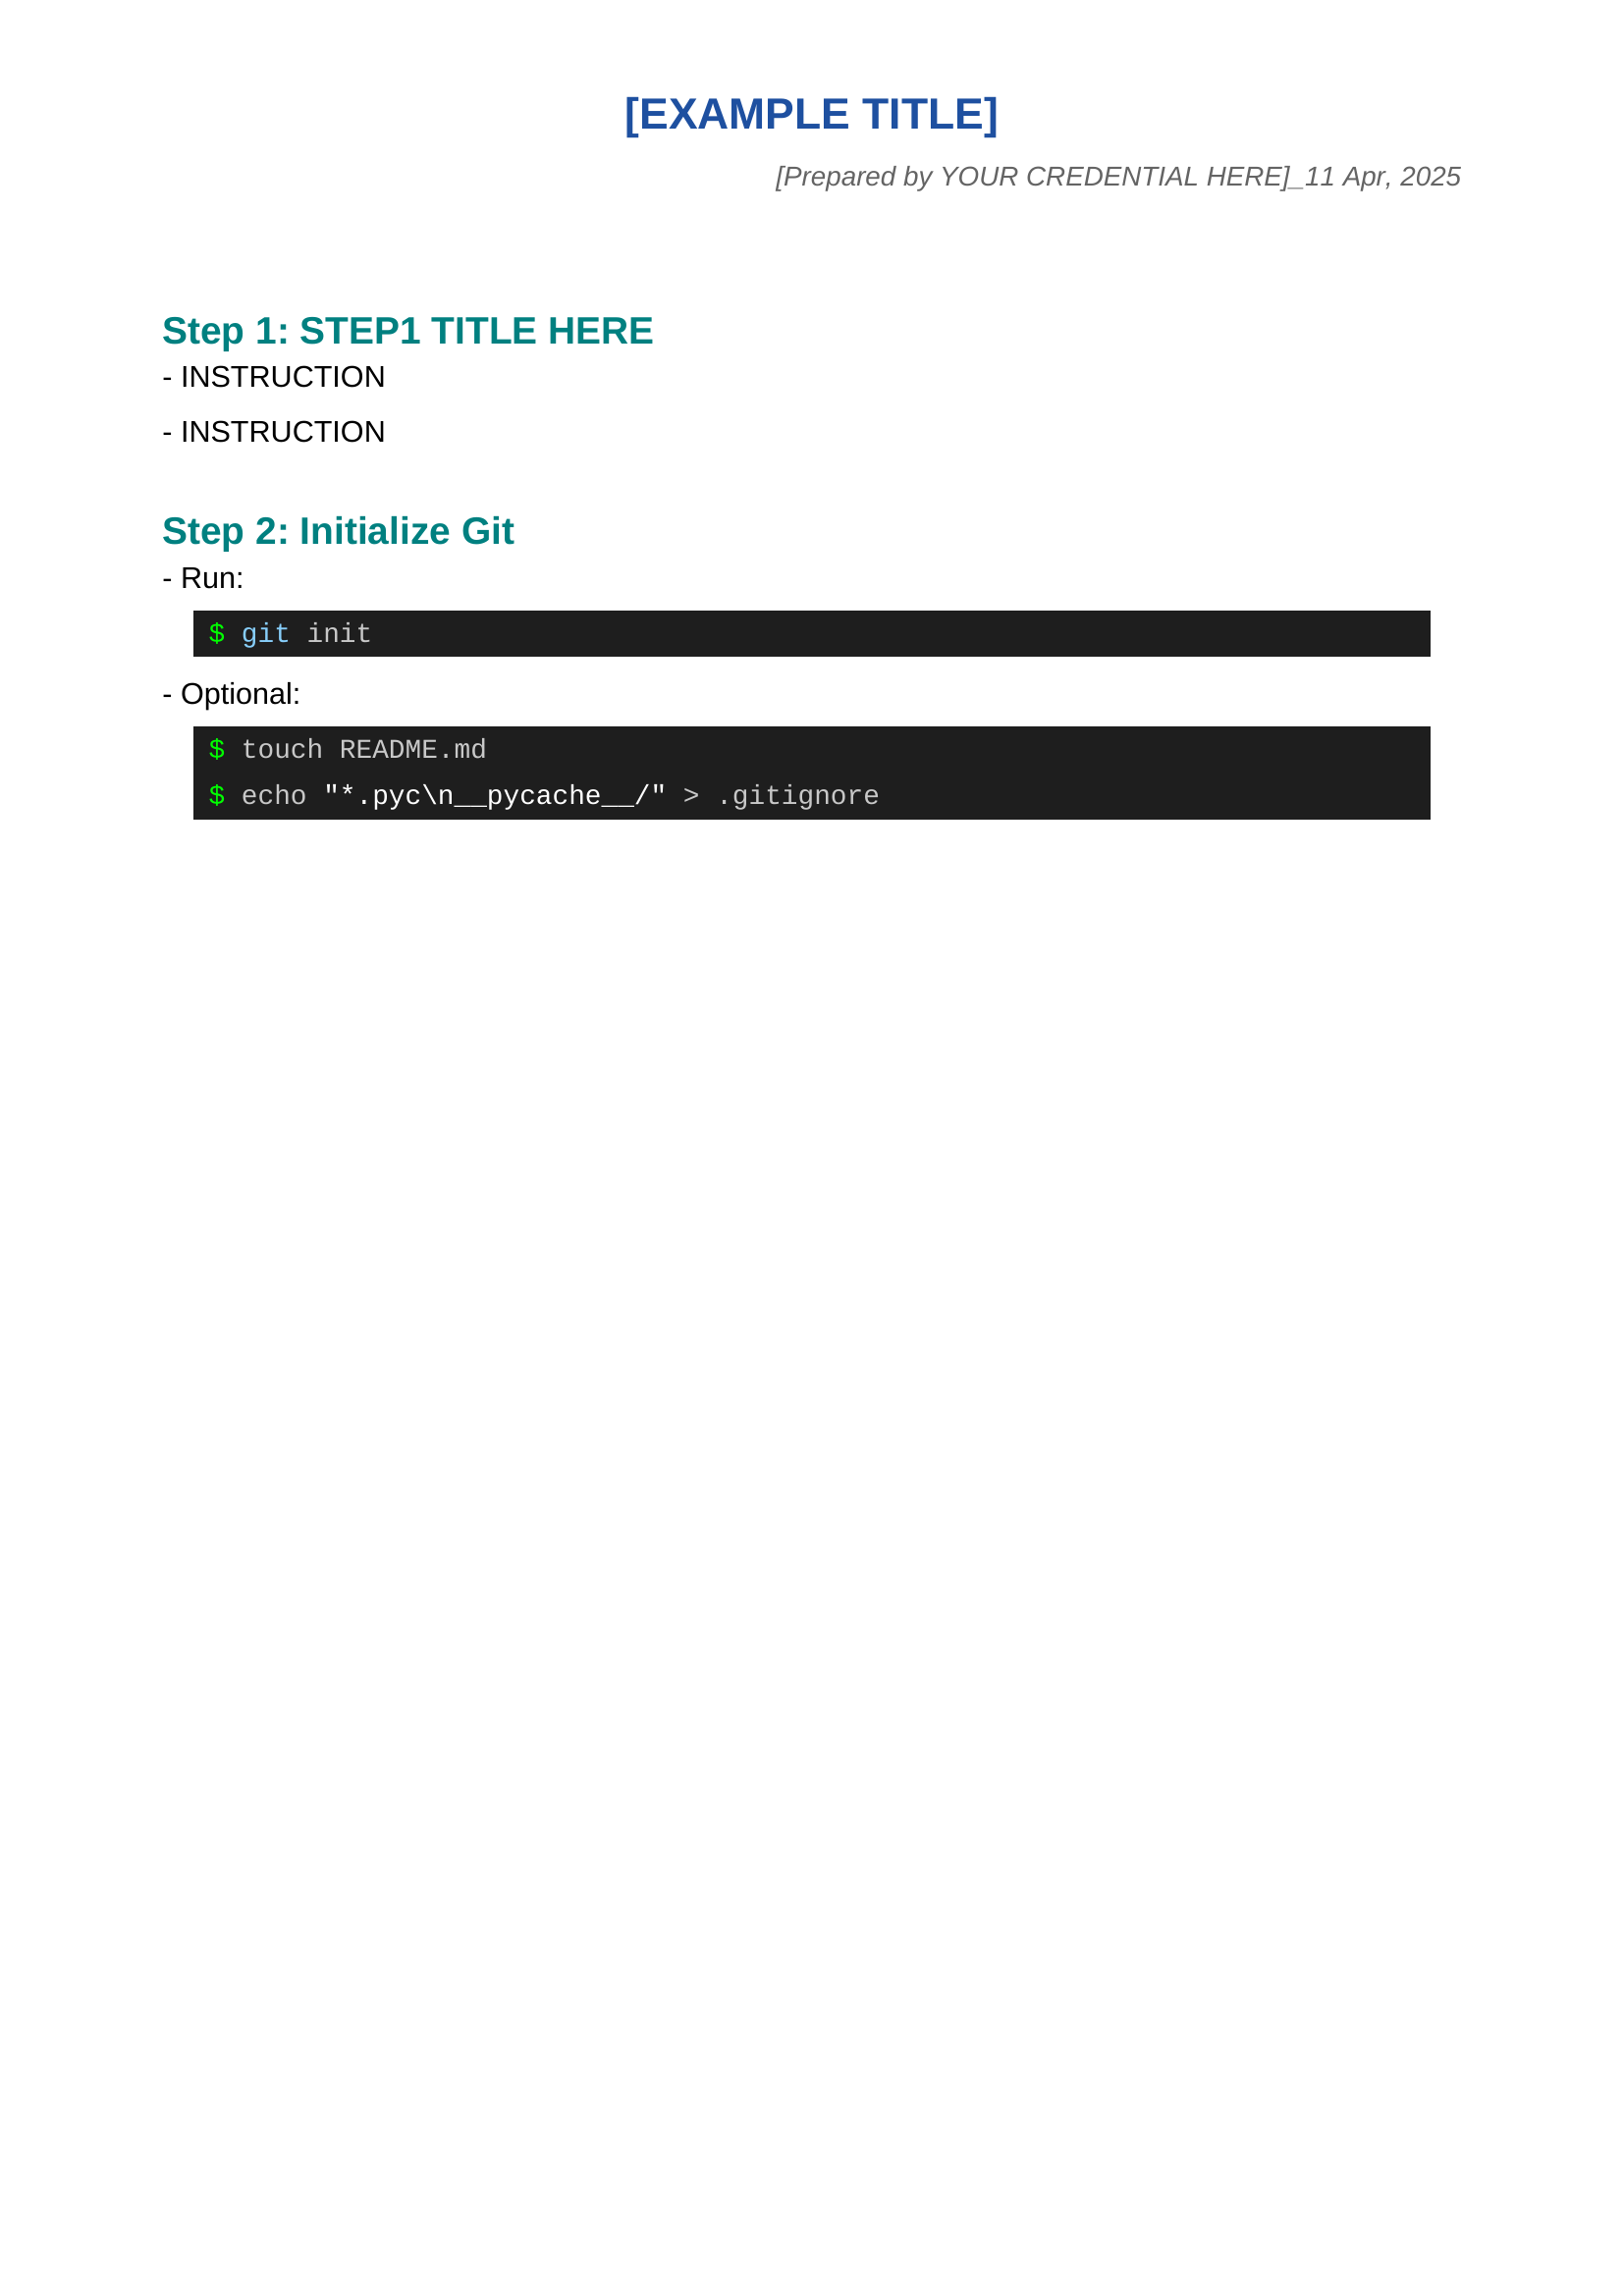 [EXAMPLE TITLE]
[Prepared by YOUR CREDENTIAL HERE]_11 Apr, 2025
Step 1: STEP1 TITLE HERE
- INSTRUCTION
- INSTRUCTION
Step 2: Initialize Git
- Run:
$ git init
- Optional:
$ touch README.md
$ echo "*.pyc\n__pycache__/" > .gitignore